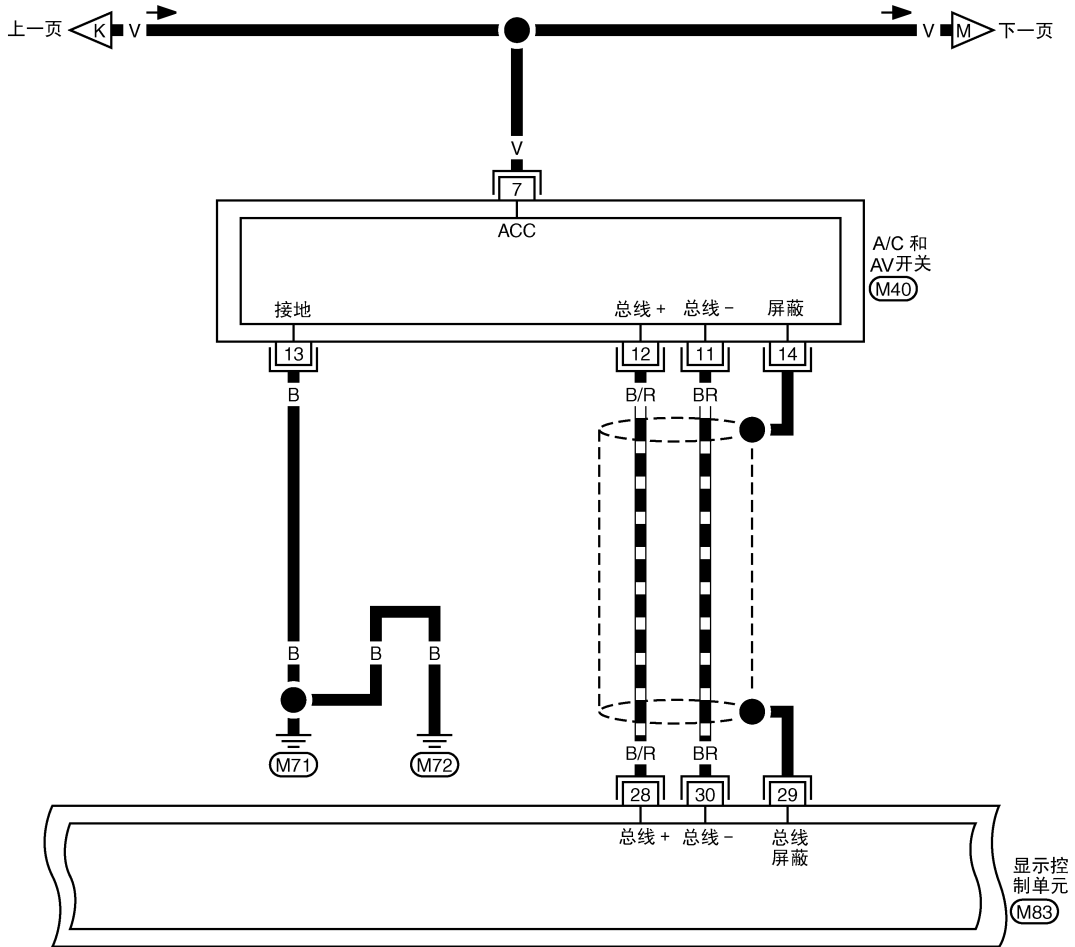 上一页 K V V M 下一页
V
7
ACC
A/C 和
AV开关
M40
接地 总线 + 总线 - 屏蔽
13 12 11 14
B B/R BR
B B B
M71 M72
B/R BR
28 30 29
总线 + 总线 - 总线
屏蔽
显示控
制单元
M83